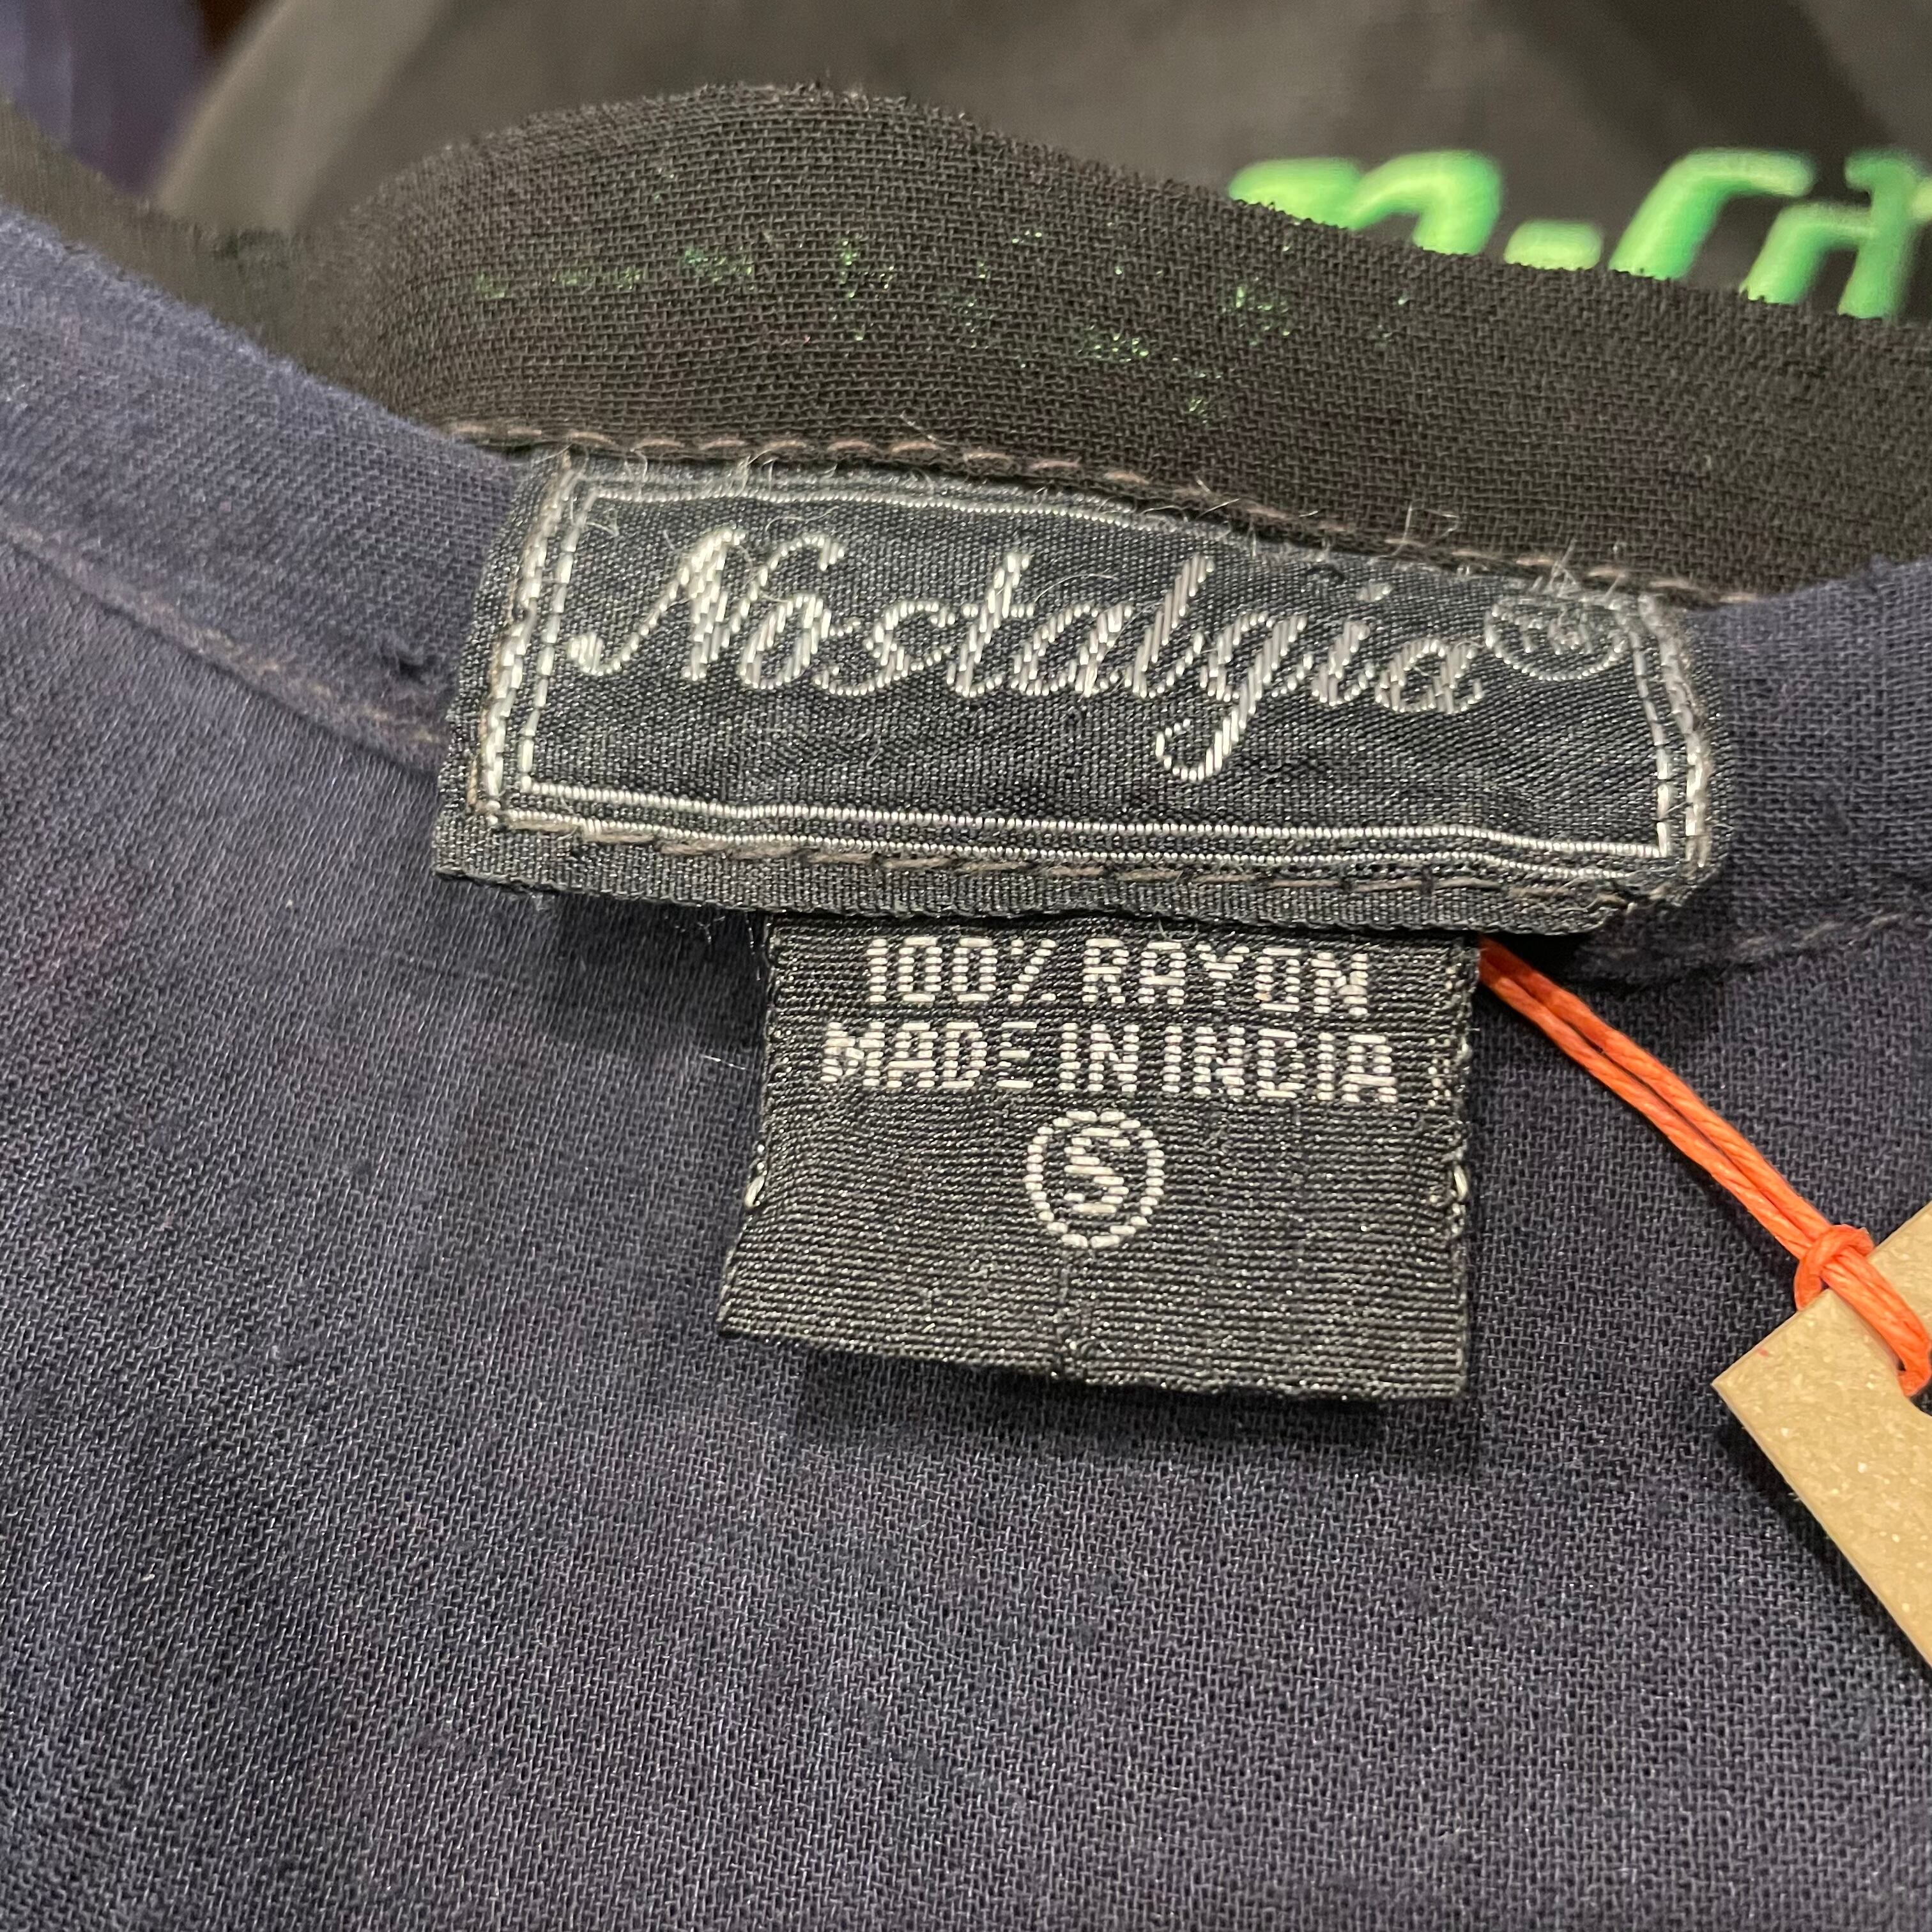 Nostalgia
100% RAYON
MADE IN INDIA
S